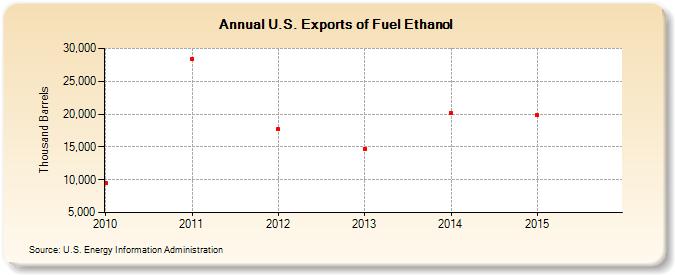 Annual U.S. Exports of Fuel Ethanol
Thousand Barrels
30,000
25,000
20,000
15,000
10,000
5,000
2010 2011 2012 2013 2014 2015
Source: U.S. Energy Information Administration